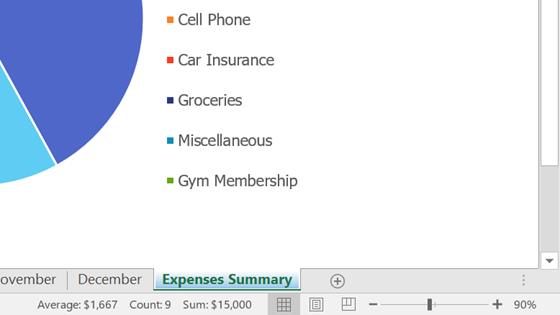 Cell Phone
Car Insurance
Groceries
Miscellaneous
Gym Membership
ovember December Expenses Summary
Average: $1,667 Count: 9 Sum: $15,000 90%